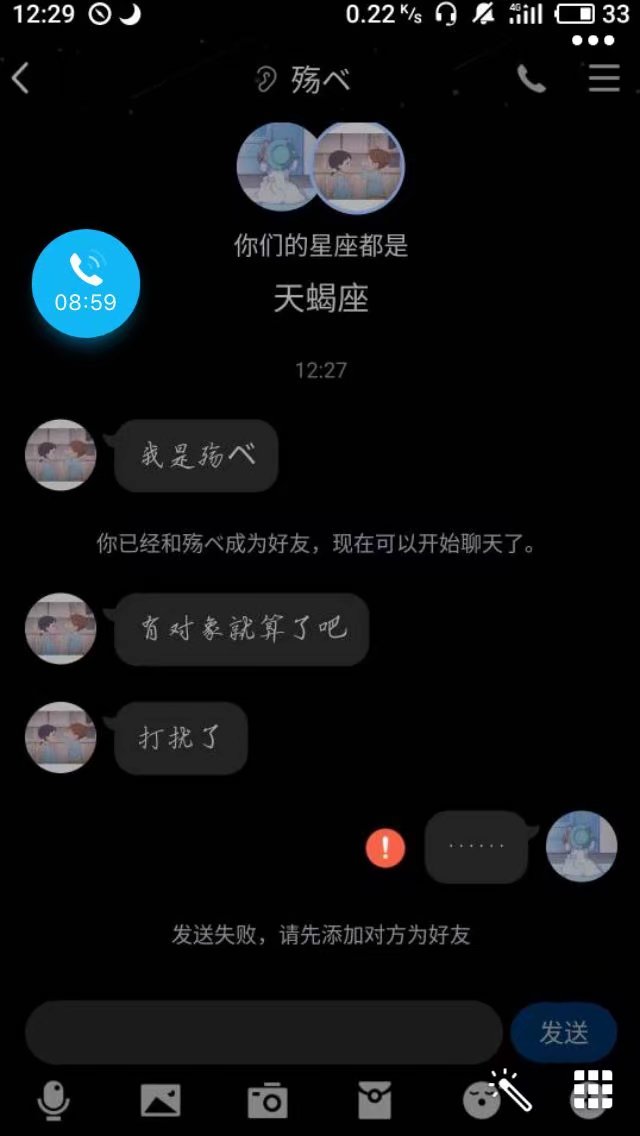 12:29 0.22 K/s 4G 33
殇べ
你们的星座都是
天蝎座
08:59
12:27
我是殇べ
你已经和殇べ成为好友，现在可以开始聊天了。
有对象就算了吧
打扰了
······
发送失败，请先添加对方为好友
发送